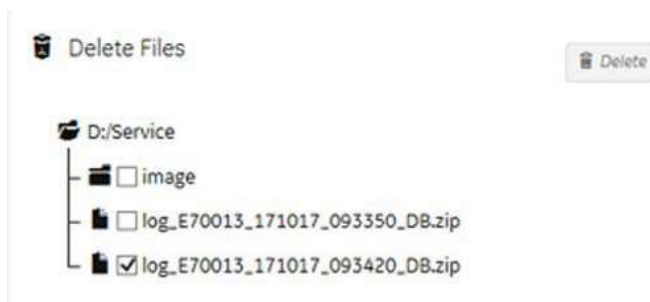 Delete Files
Delete
D:/Service
image
log_E70013_171017_093350_DB.zip
log_E70013_171017_093420_DB.zip